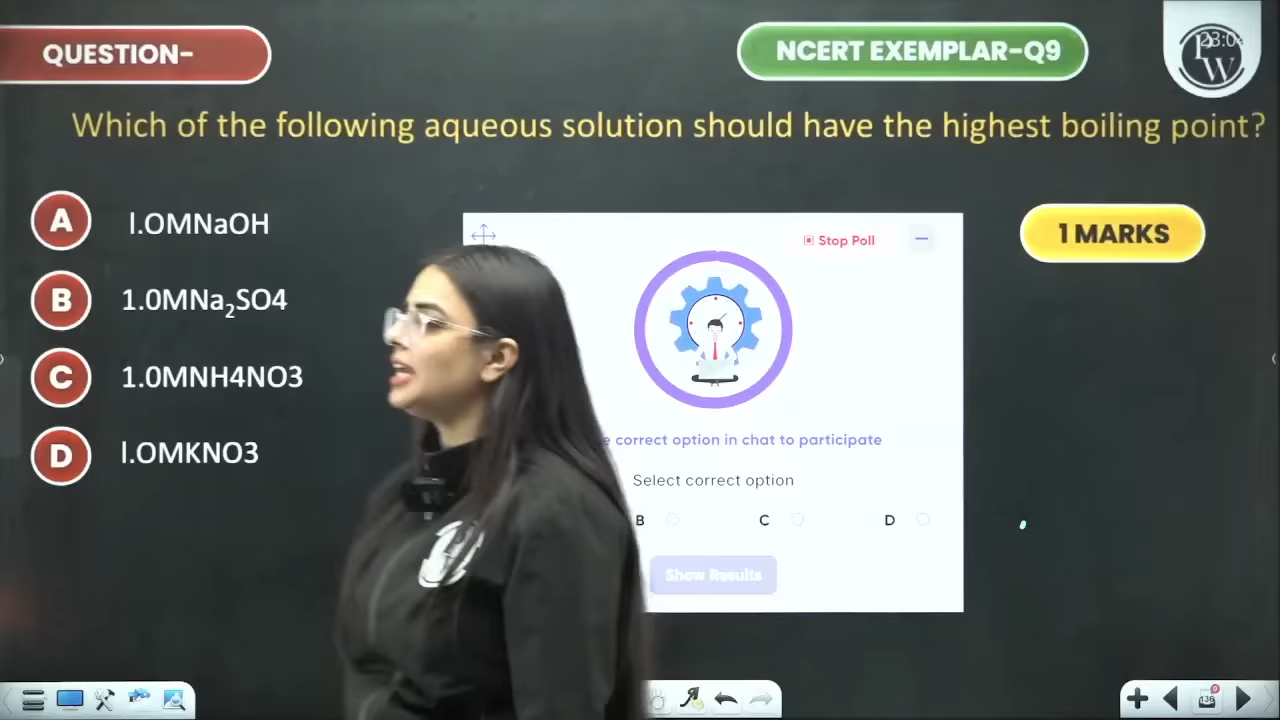 QUESTION-
NCERT EXEMPLAR-Q9
Which of the following aqueous solution should have the highest boiling point?
A l.OMNaOH
1 MARKS
B 1.0MNa₂SO4
C 1.0MNH4NO3
D l.OMKNO3
Stop Poll
correct option in chat to participate
Select correct option
B C D
Show Results
136